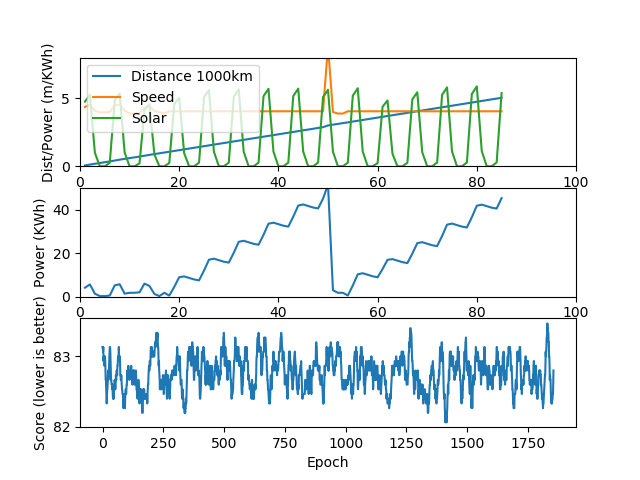 Dist/Power (m/KWh)
Distance 1000km
Speed
Solar
5
0
0 20 40 60 80 100
Power (KWh)
40
20
0
0 20 40 60 80 100
Score (lower is better)
83
82
0 250 500 750 1000 1250 1500 1750
Epoch